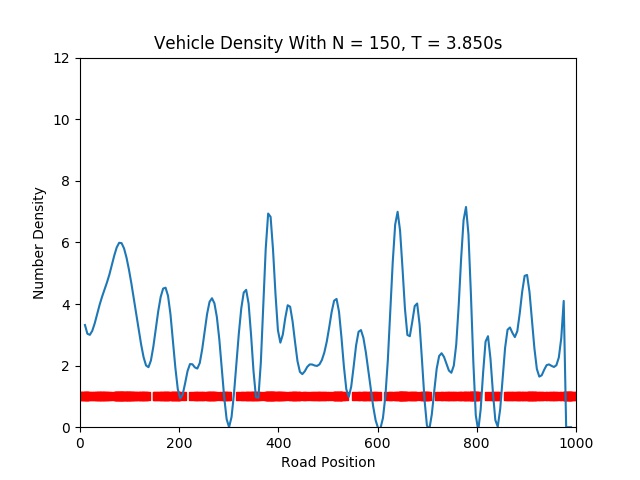 Vehicle Density With N = 150, T = 3.850s
12
10
8
6
4
2
0
Number Density
0 200 400 600 800 1000
Road Position